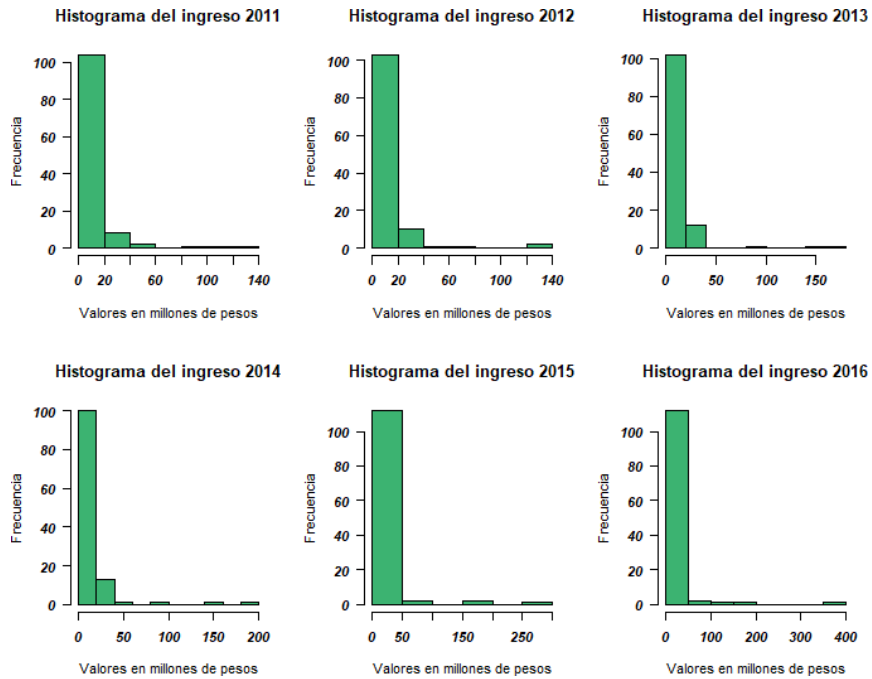 Histograma del ingreso 2011
Frecuencia
100
80
60
40
20
0
0 20 60 100 140
Valores en millones de pesos
Histograma del ingreso 2012
Frecuencia
100
80
60
40
20
0
0 20 60 100 140
Valores en millones de pesos
Histograma del ingreso 2013
Frecuencia
100
80
60
40
20
0
0 50 100 150
Valores en millones de pesos
Histograma del ingreso 2014
Frecuencia
100
80
60
40
20
0
0 50 100 150 200
Valores en millones de pesos
Histograma del ingreso 2015
Frecuencia
100
80
60
40
20
0
0 50 150 250
Valores en millones de pesos
Histograma del ingreso 2016
Frecuencia
100
80
60
40
20
0
0 100 200 300 400
Valores en millones de pesos